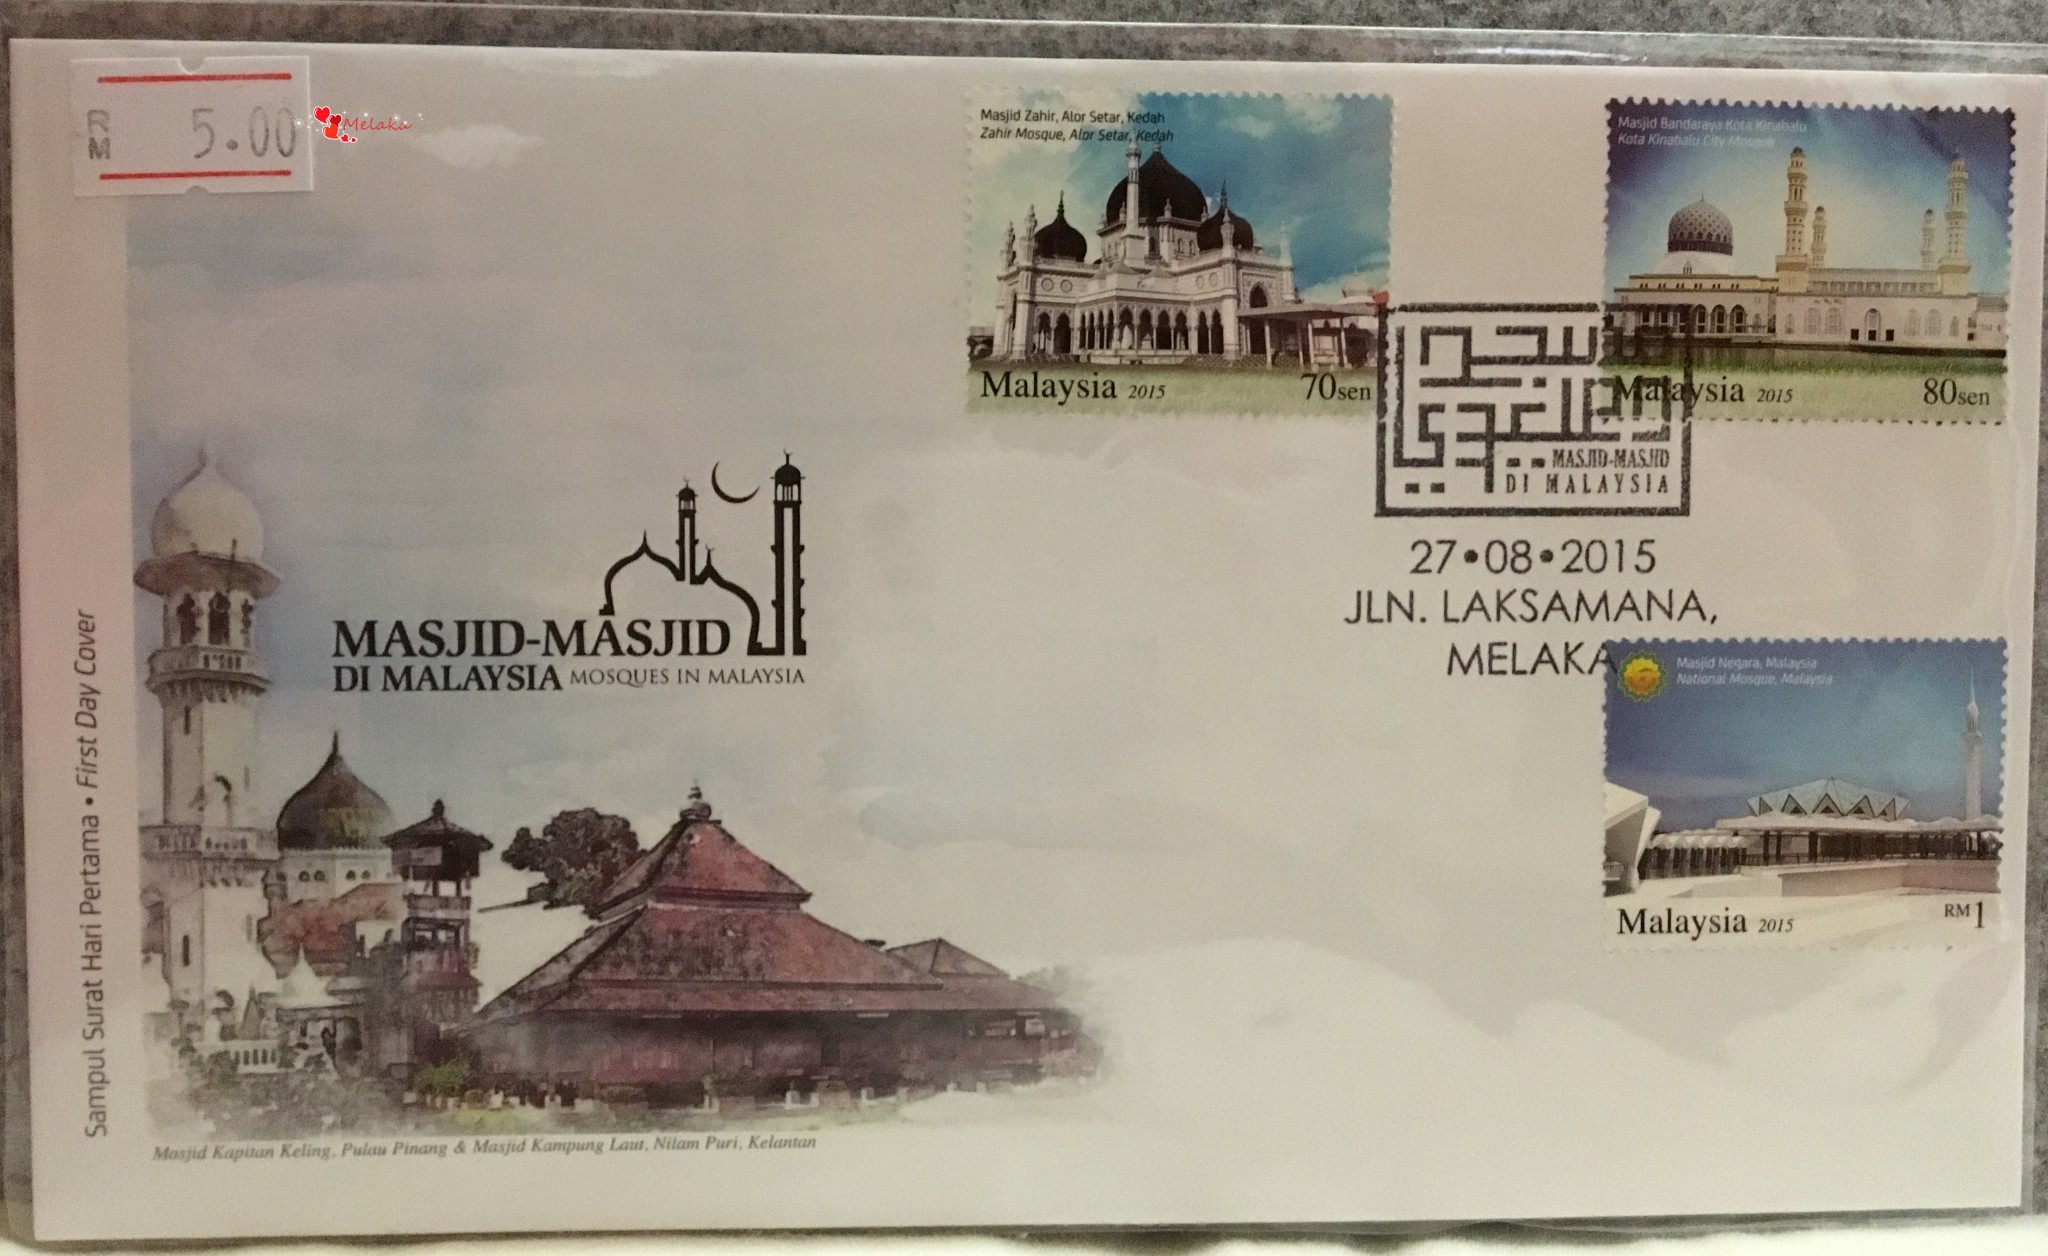 RM 5.00
Melaka
Masjid Zahir, Alor Setar, Kedah
Zahir Mosque, Alor Setar, Kedah
Malaysia 2015 70sen
Masjid Bandaraya Kota Kinabalu
Kota Kinabalu City Mosque
Malaysia 2015 80sen
MASJID-MASJID
DI MALAYSIA
27•08•2015
JLN. LAKSAMANA,
MELAKA
Masjid Negara, Malaysia
National Mosque, Malaysia
Malaysia 2015 RM1
MASJID-MASJID
DI MALAYSIA MOSQUES IN MALAYSIA
Sampul Surat Hari Pertama • First Day Cover
Masjid Kapitan Keling, Pulau Pinang & Masjid Kampung Laut, Nilam Puri, Kelantan